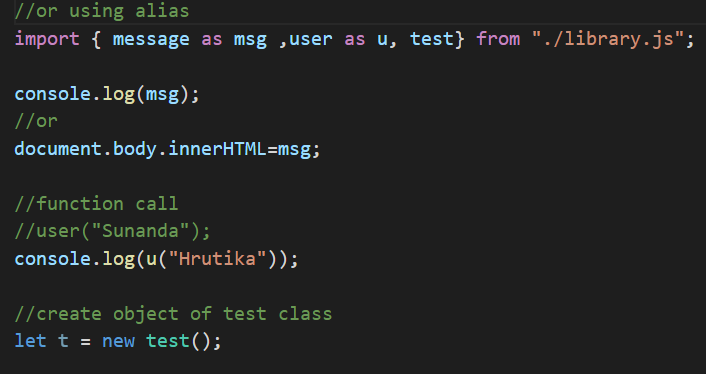 //or using alias
import { message as msg ,user as u, test} from "./library.js";
console.log(msg);
//or
document.body.innerHTML=msg;
//function call
//user("Sunanda");
console.log(u("Hrutika"));
//create object of test class
let t = new test();